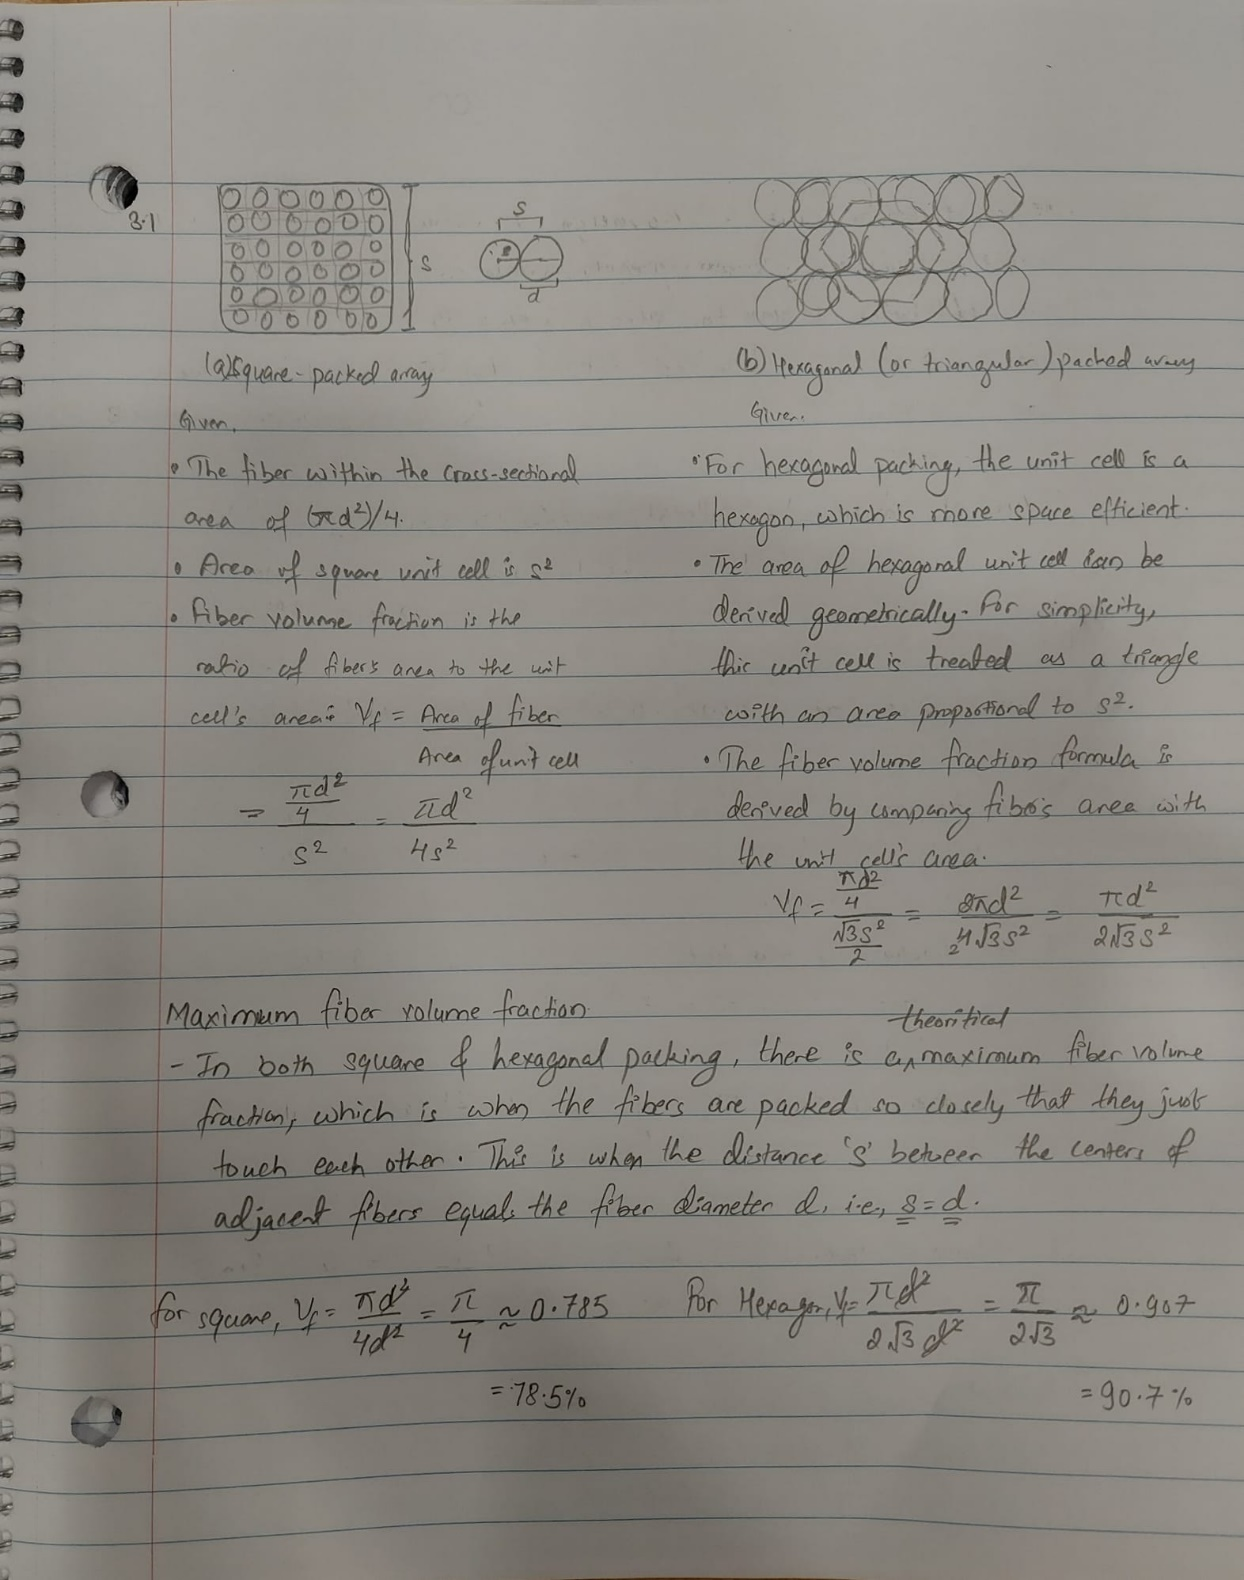 3.1
S
S
d
(a) Square-packed array
Given,
• The fiber within the cross-sectional
area of (πd²)/4.
• Area of square unit cell is s²
• Fiber volume fraction is the
ratio of fiber's area to the unit
cell's area: Vf = Area of fiber
Area of unit cell
= (πd²/4)/s² = πd²/4s²
(b) Hexagonal (or triangular) packed array
Given.
• For hexagonal packing, the unit cell is a
hexagon, which is more space efficient.
• The area of hexagonal unit cell can be
derived geometrically. For simplicity,
this unit cell is treated as a triangle
with an area proportional to s².
• The fiber volume fraction formula is
derived by comparing fiber's area with
the unit cell's area.
Vf = (πd²/4)/(√3s²/2) = 2πd²/4√3s² = πd²/2√3s²
Maximum fiber volume fraction
- In both square & hexagonal packing, there is a theoritical maximum fiber volume
fraction, which is when the fibers are packed so closely that they just
touch each other. This is when the distance 's' between the centers of
adjacent fibers equals the fiber diameter d, i.e., s = d.
For square, Vf = πd²/4d² = π/4 ≈ 0.785
= 78.5%
For Hexagon, Vf = πd²/2√3d² = π/2√3 ≈ 0.907
= 90.7%